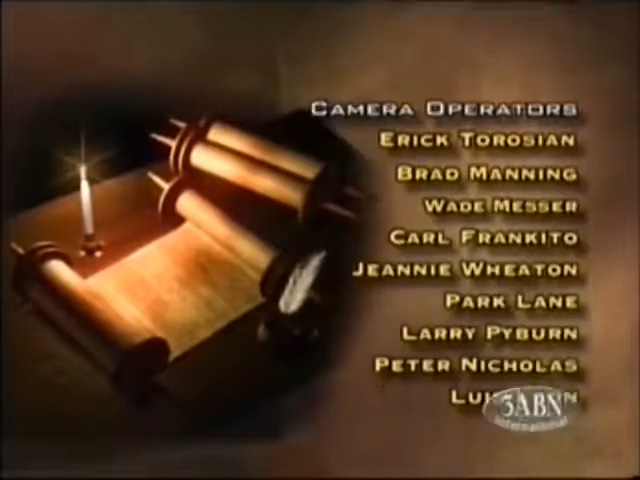 CAMERA OPERATORS
ERICK TOROSIAN
BRAD MANNING
WADE MESSER
CARL FRANKITO
JEANNIE WHEATON
PARK LANE
LARRY PYBURN
PETER NICHOLAS
3ABN
International